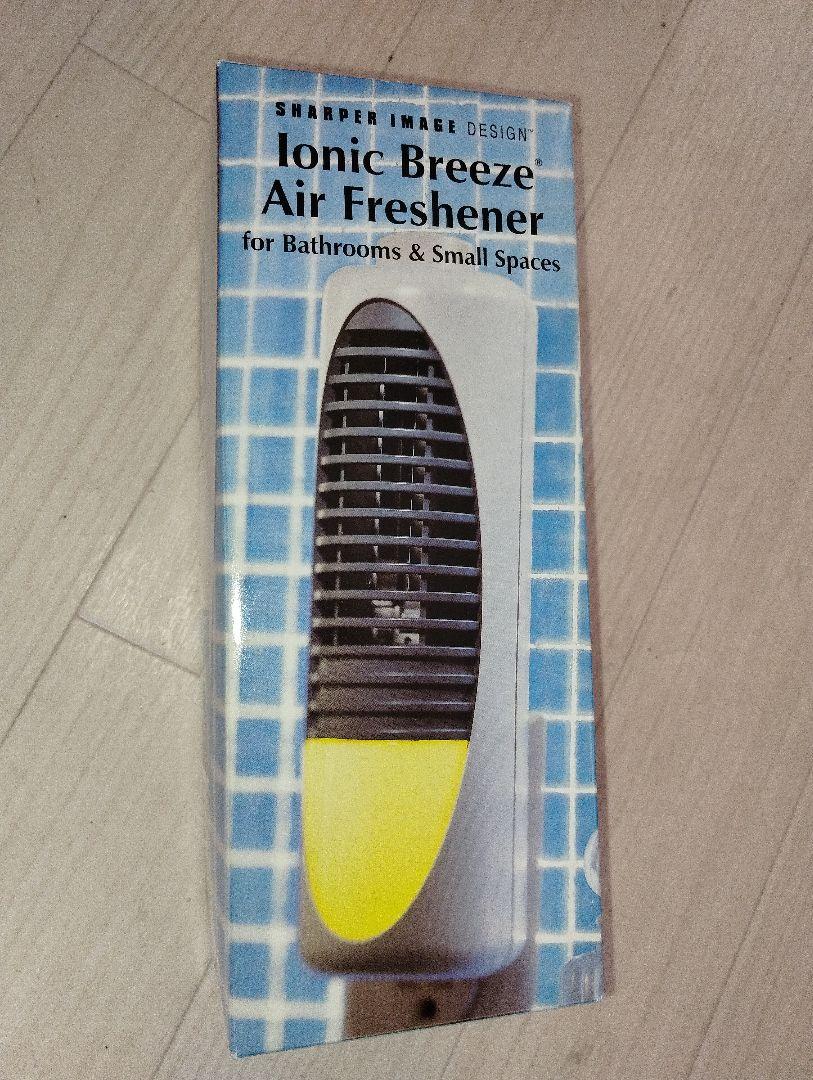 SHARPER IMAGE DESIGN™
Ionic Breeze®
Air Freshener
for Bathrooms & Small Spaces